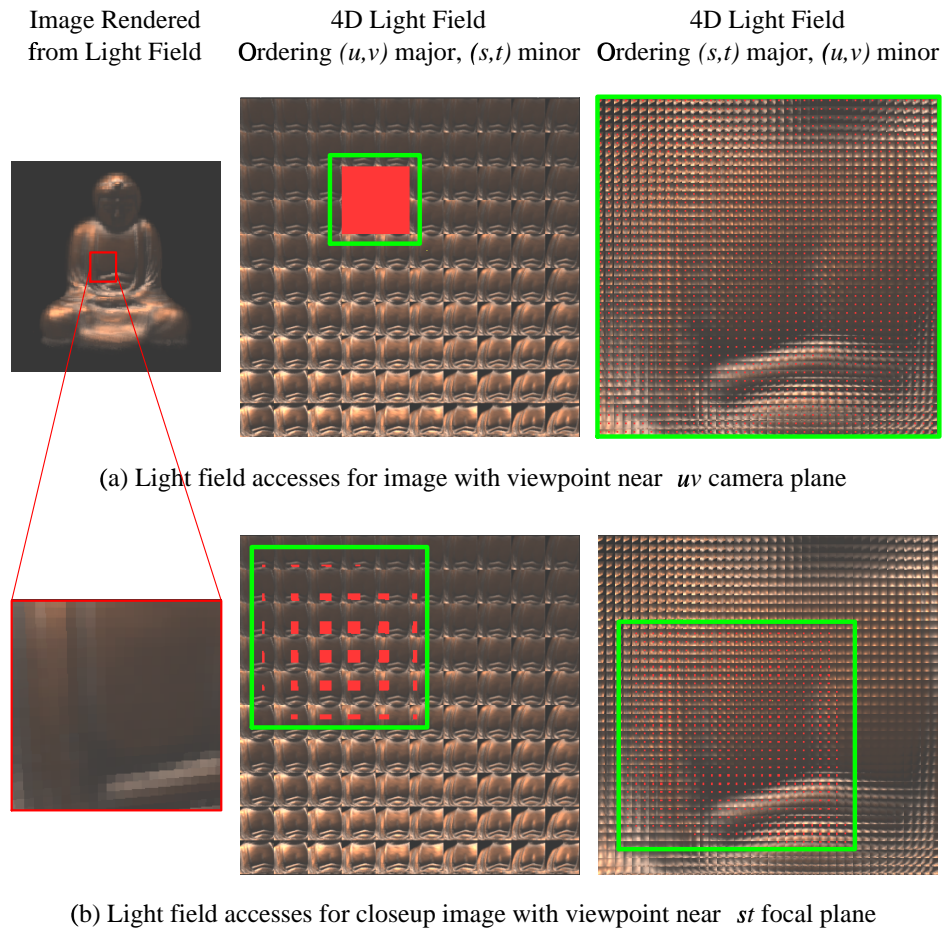 Image Rendered
from Light Field
4D Light Field
Ordering (u,v) major, (s,t) minor
4D Light Field
Ordering (s,t) major, (u,v) minor
(a) Light field accesses for image with viewpoint near uv camera plane
(b) Light field accesses for closeup image with viewpoint near st focal plane